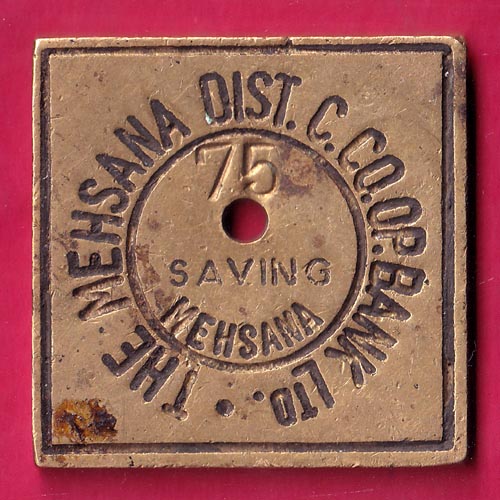 THE MEHSANA DIST. C. CO.OP. BANK LTD.
75
SAVING
MEHSANA